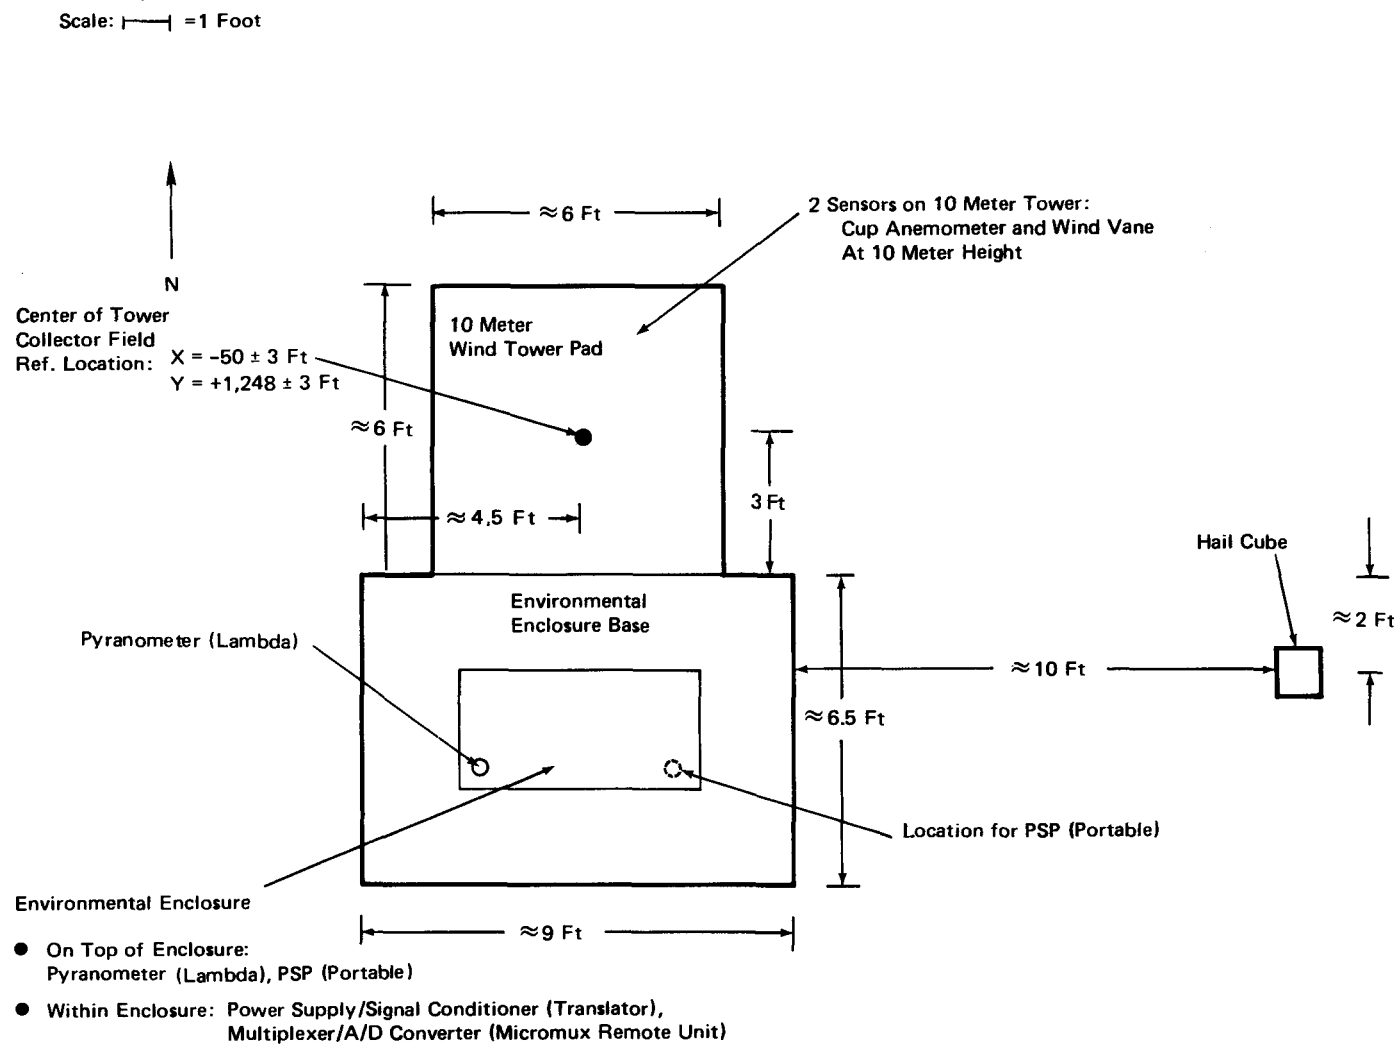 Scale: = 1 Foot
≈6 Ft
2 Sensors on 10 Meter Tower:
Cup Anemometer and Wind Vane
At 10 Meter Height
N
Center of Tower
Collector Field
Ref. Location: X = -50 ± 3 Ft
Y = +1,248 ± 3 Ft
10 Meter
Wind Tower Pad
≈6 Ft
≈4.5 Ft
3 Ft
Hail Cube
≈2 Ft
Environmental
Enclosure Base
Pyranometer (Lambda)
≈10 Ft
≈6.5 Ft
Location for PSP (Portable)
Environmental Enclosure
≈9 Ft
● On Top of Enclosure:
Pyranometer (Lambda), PSP (Portable)
● Within Enclosure: Power Supply/Signal Conditioner (Translator),
Multiplexer/A/D Converter (Micromux Remote Unit)